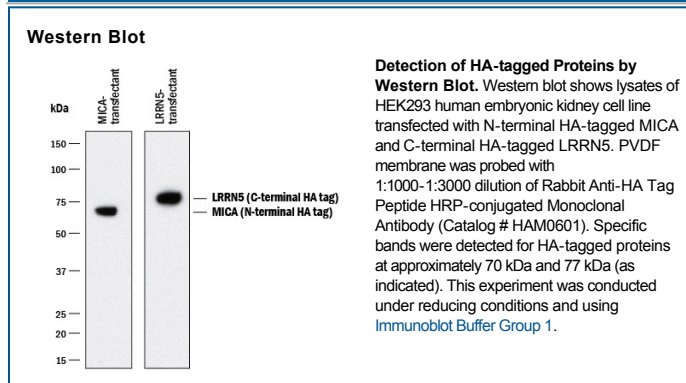 Western Blot
kDa
MICA-
transfectant
LRRN5-
transfectant
150
100
75
50
37
25
20
15
LRRN5 (C-terminal HA tag)
MICA (N-terminal HA tag)
Detection of HA-tagged Proteins by
Western Blot. Western blot shows lysates of
HEK293 human embryonic kidney cell line
transfected with N-terminal HA-tagged MICA
and C-terminal HA-tagged LRRN5. PVDF
membrane was probed with
1:1000-1:3000 dilution of Rabbit Anti-HA Tag
Peptide HRP-conjugated Monoclonal
Antibody (Catalog # HAM0601). Specific
bands were detected for HA-tagged proteins
at approximately 70 kDa and 77 kDa (as
indicated). This experiment was conducted
under reducing conditions and using
Immunoblot Buffer Group 1.